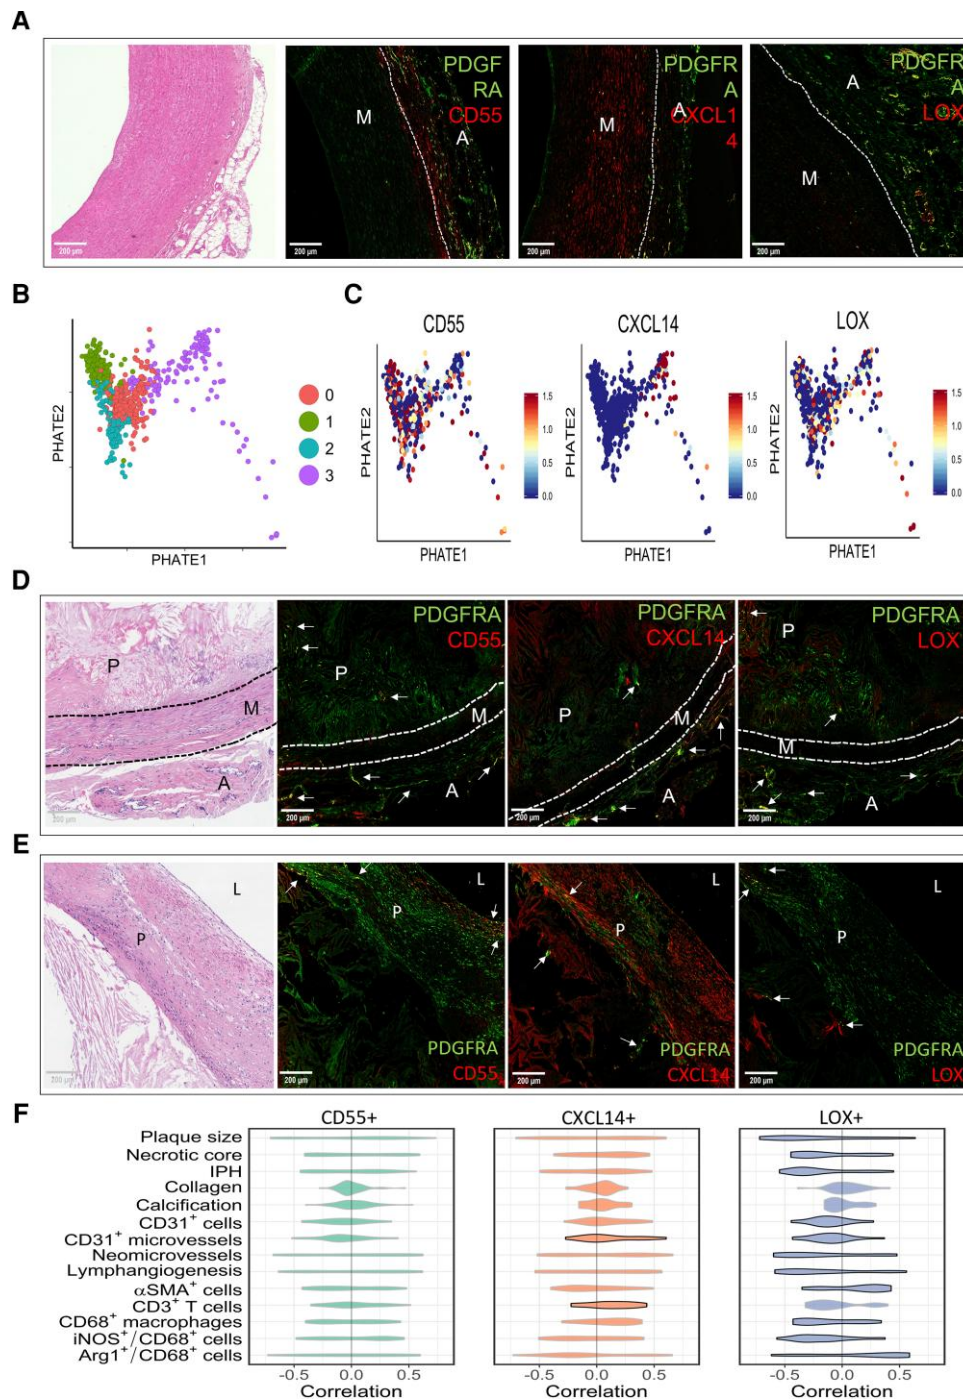 A
PDGF
RA
CD55
M
A
200 µm
200 µm
PDGFR
A
CXCL1
4
M
A
200 µm
PDGFR
A
LOX
A
M
200 µm
B
PHATE2
PHATE1
0
1
2
3
C
CD55
PHATE2
PHATE1
1.5
1.0
0.5
0.0
CXCL14
PHATE2
PHATE1
1.5
1.0
0.5
0.0
LOX
PHATE2
PHATE1
1.5
1.0
0.5
0.0
D
P
M
A
200 µm
PDGFRA
CD55
P
M
A
200 µm
PDGFRA
CXCL14
P
M
A
200 µm
PDGFRA
LOX
P
M
A
200 µm
E
L
P
200 µm
L
P
PDGFRA
CD55
200 µm
L
P
PDGFRA
CXCL14
200 µm
L
P
PDGFRA
LOX
200 µm
F
CD55+
CXCL14+
LOX+
Plaque size
Necrotic core
IPH
Collagen
Calcification
CD31⁺ cells
CD31⁺ microvessels
Neomicrovessels
Lymphangiogenesis
αSMA⁺ cells
CD3⁺ T cells
CD68⁺ macrophages
iNOS⁺/CD68⁺ cells
Arg1⁺/CD68⁺ cells
-0.5 0.0 0.5
Correlation
-0.5 0.0 0.5
Correlation
-0.5 0.0 0.5
Correlation